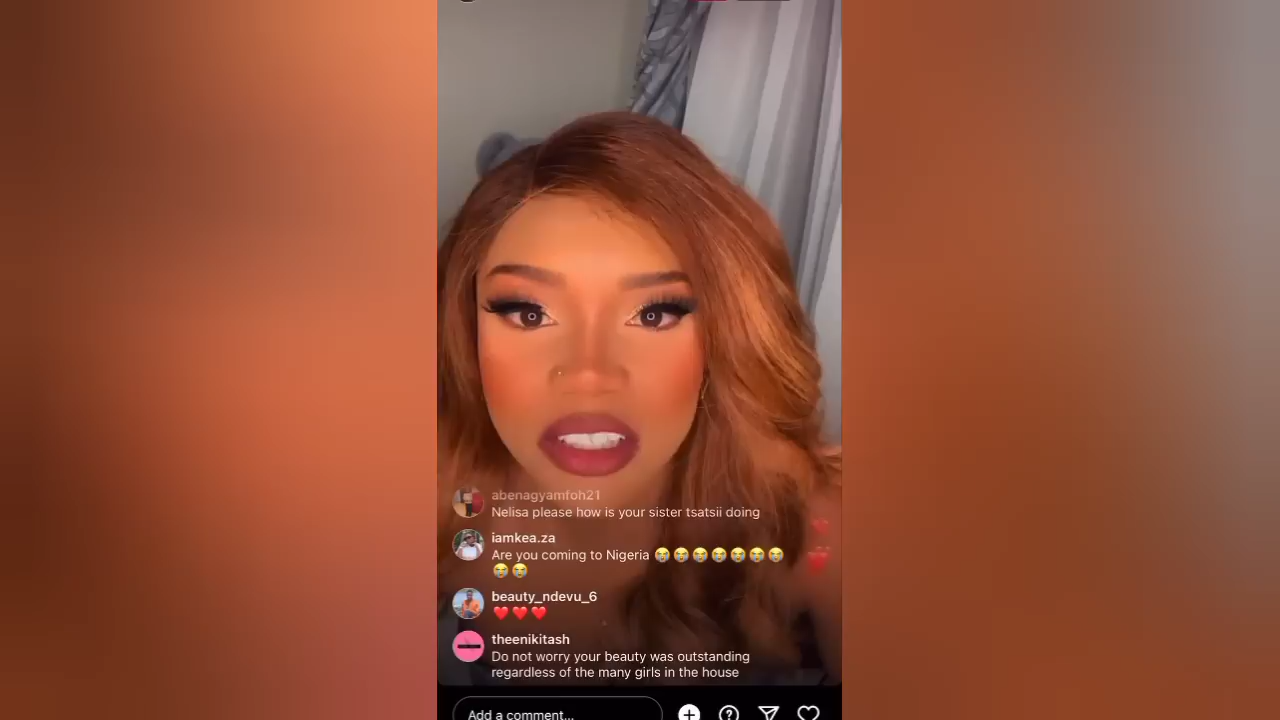 abenagyamfoh21
Nelisa please how is your sister tsatsii doing
iamkea.za
Are you coming to Nigeria 😭😭😭😭😭😭😭
😭😭
beauty_ndevu_6
❤️❤️❤️
theenikitash
Do not worry your beauty was outstanding
regardless of the many girls in the house
Add a comment...